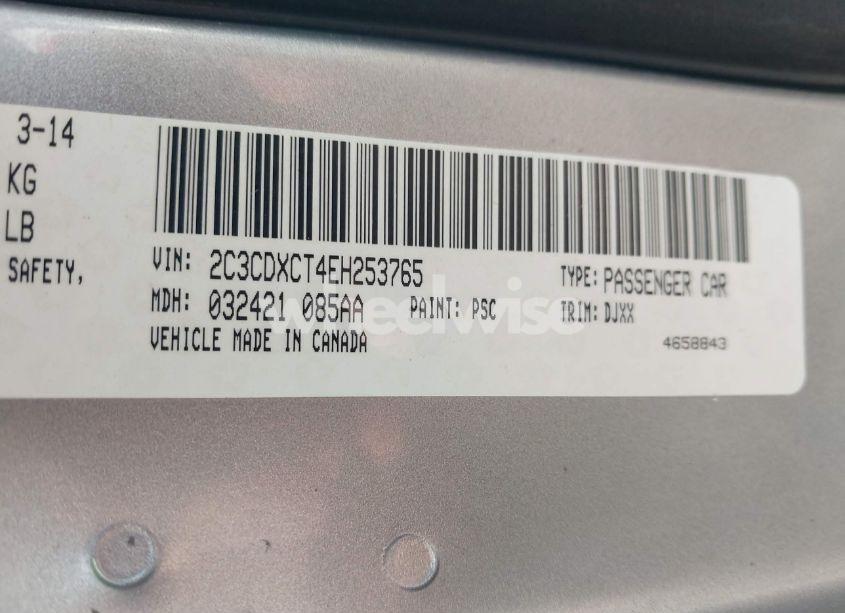 3-14
KG
LB
SAFETY,
VIN: 2C3CDXCT4EH253765 TYPE: PASSENGER CAR
MDH: 032421 085AA PAINT: PSC TRIM: DJXX
VEHICLE MADE IN CANADA 4658843
wheelwise